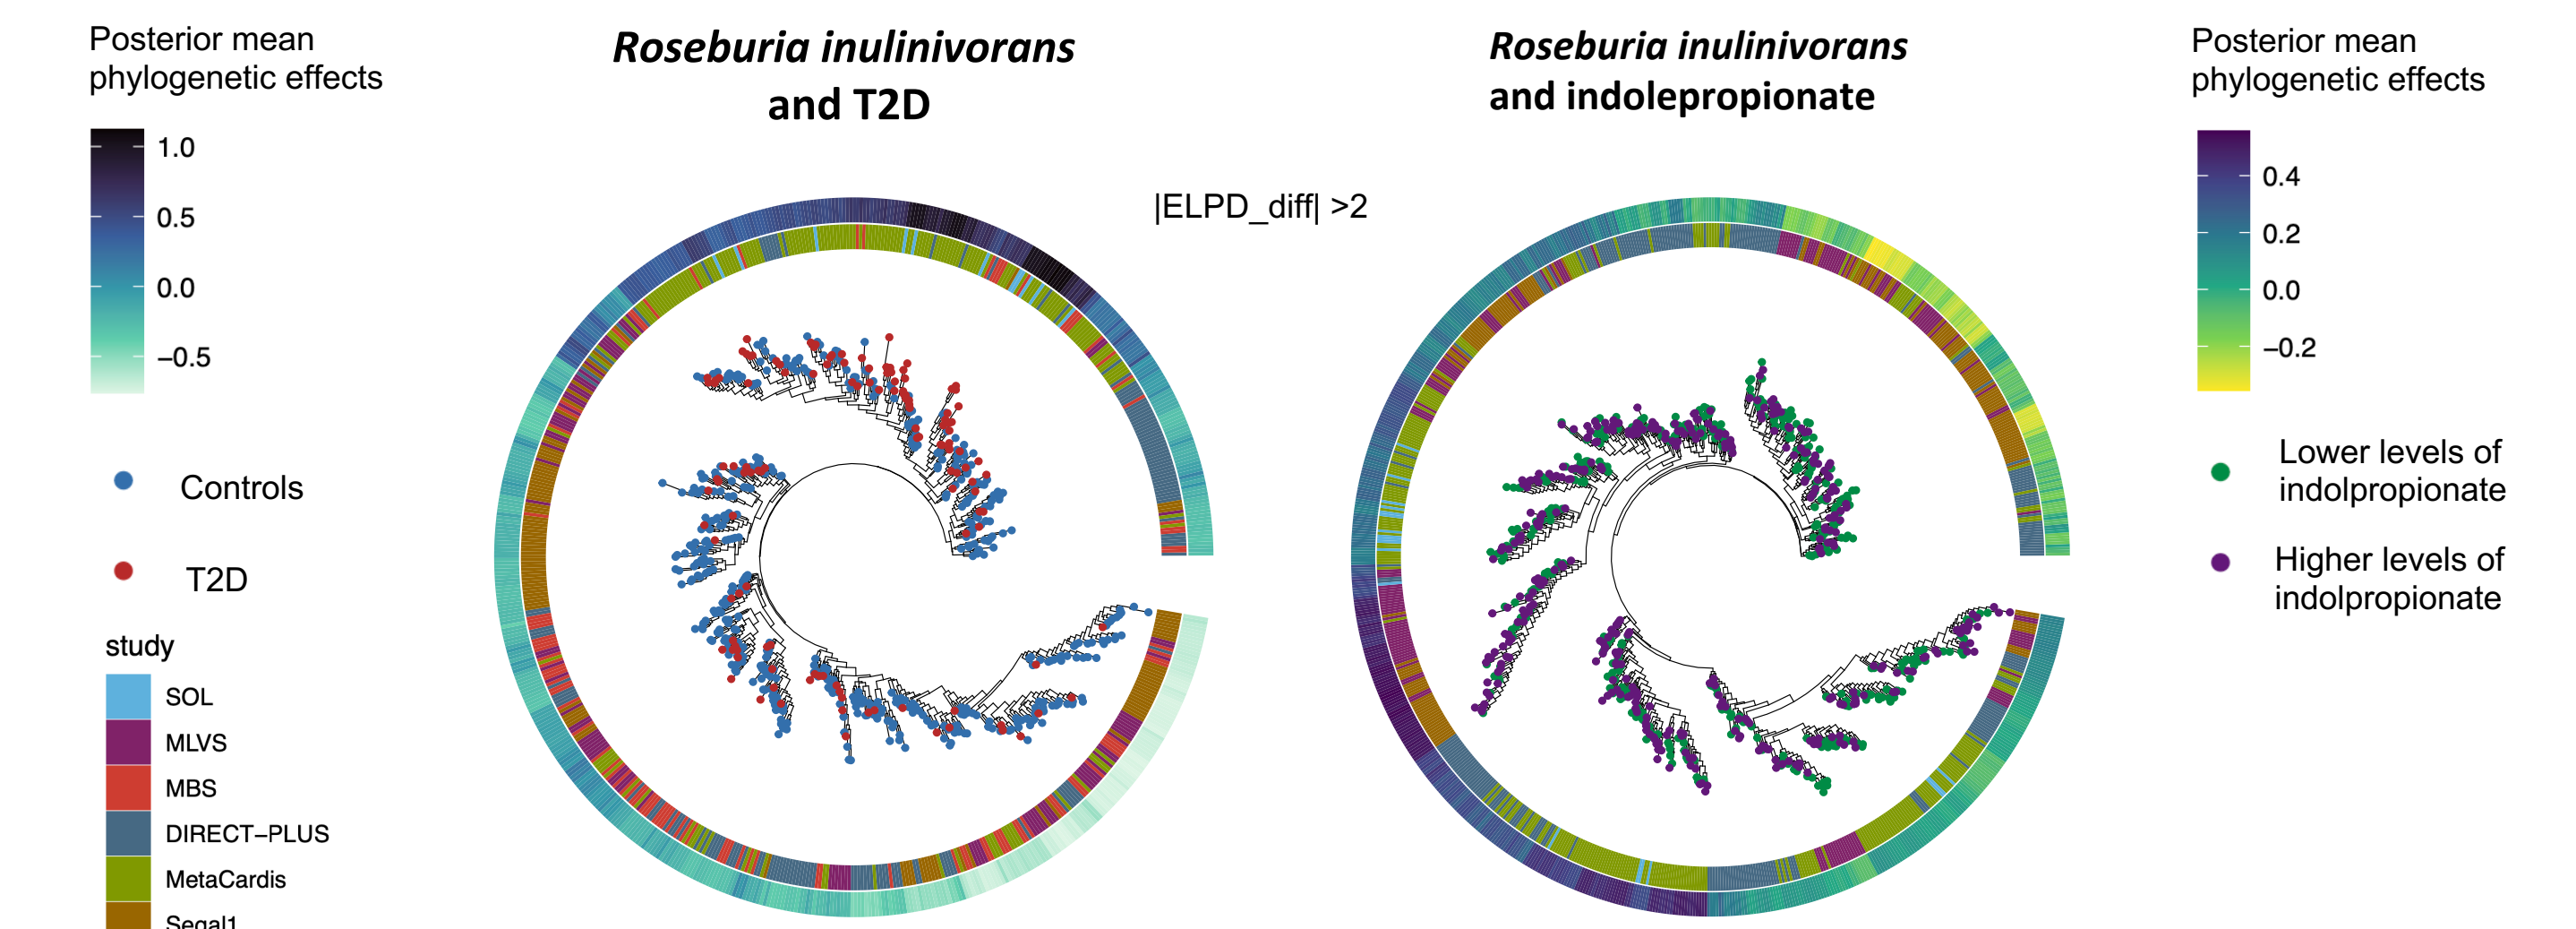 Posterior mean
phylogenetic effects
1.0
0.5
0.0
−0.5
Controls
T2D
study
SOL
MLVS
MBS
DIRECT−PLUS
MetaCardis
Segal1
Roseburia inulinivorans
and T2D
|ELPD_diff| >2
Roseburia inulinivorans
and indolepropionate
Posterior mean
phylogenetic effects
0.4
0.2
0.0
−0.2
Lower levels of
indolpropionate
Higher levels of
indolpropionate